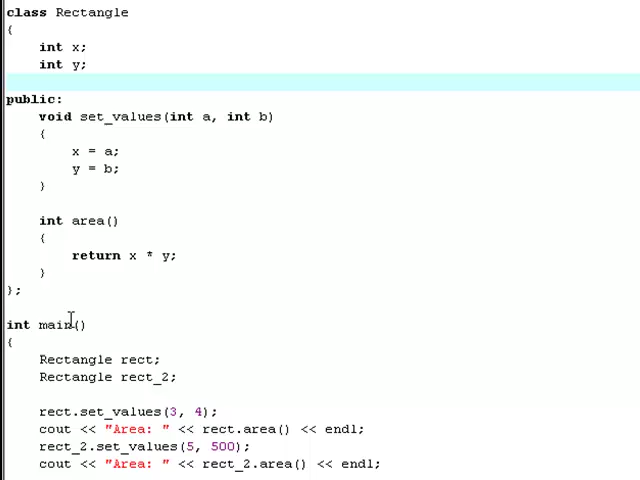 class Rectangle
{
int x;
int y;
public:
void set_values(int a, int b)
{
x = a;
y = b;
}
int area()
{
return x * y;
}
};
int main()
{
Rectangle rect;
Rectangle rect_2;
rect.set_values(3, 4);
cout << "Area: " << rect.area() << endl;
rect_2.set_values(5, 500);
cout << "Area: " << rect_2.area() << endl;